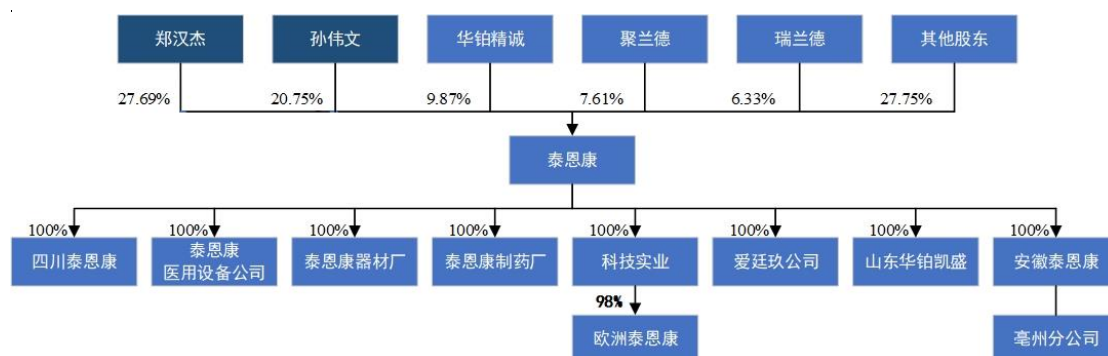 郑汉杰
孙伟文
华铂精诚
聚兰德
瑞兰德
其他股东
27.69%
20.75%
9.87%
7.61%
6.33%
27.75%
泰恩康
100%
100%
100%
100%
100%
100%
100%
100%
四川泰恩康
泰恩康
医用设备公司
泰恩康器材厂
泰恩康制药厂
科技实业
爱廷玖公司
山东华铂凯盛
安徽泰恩康
98%
欧洲泰恩康
亳州分公司